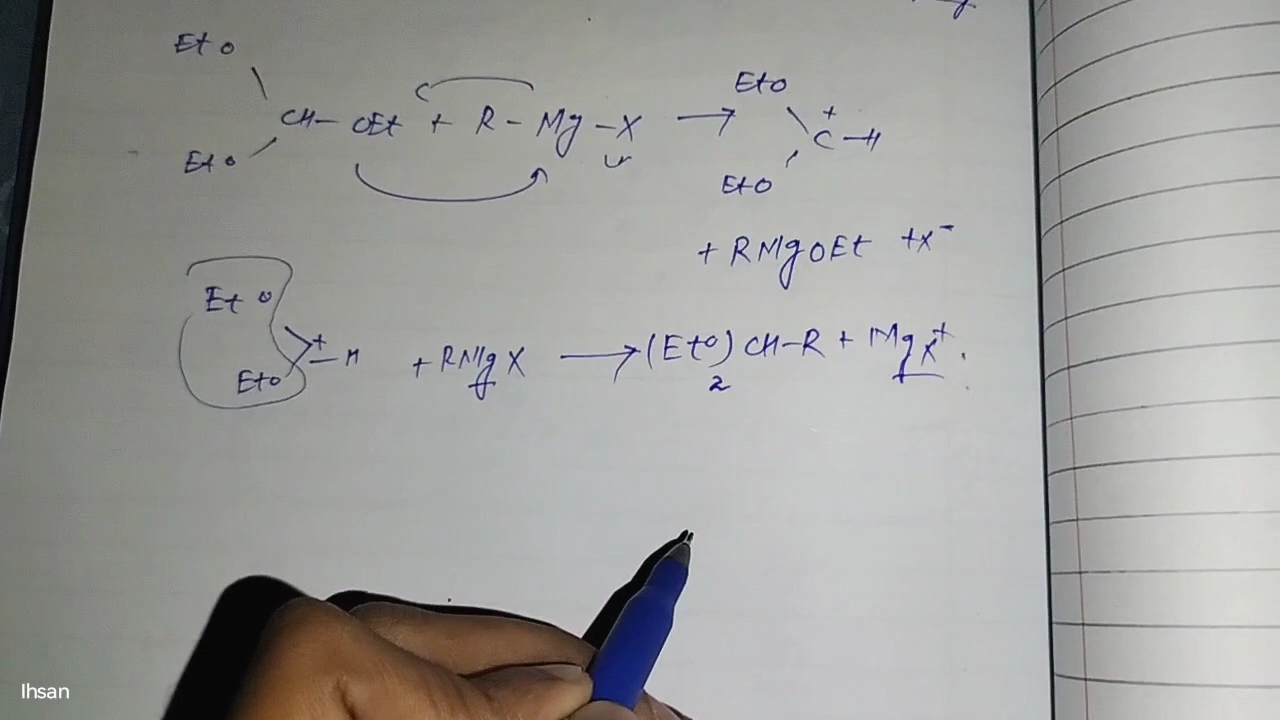 EtO
CH- OEt + R - Mg - X → EtO C+ - H
EtO EtO
+ RMgOEt + X-
EtO
+ - H + RMgX → (EtO)2 CH-R + MgX+.
EtO
Ihsan